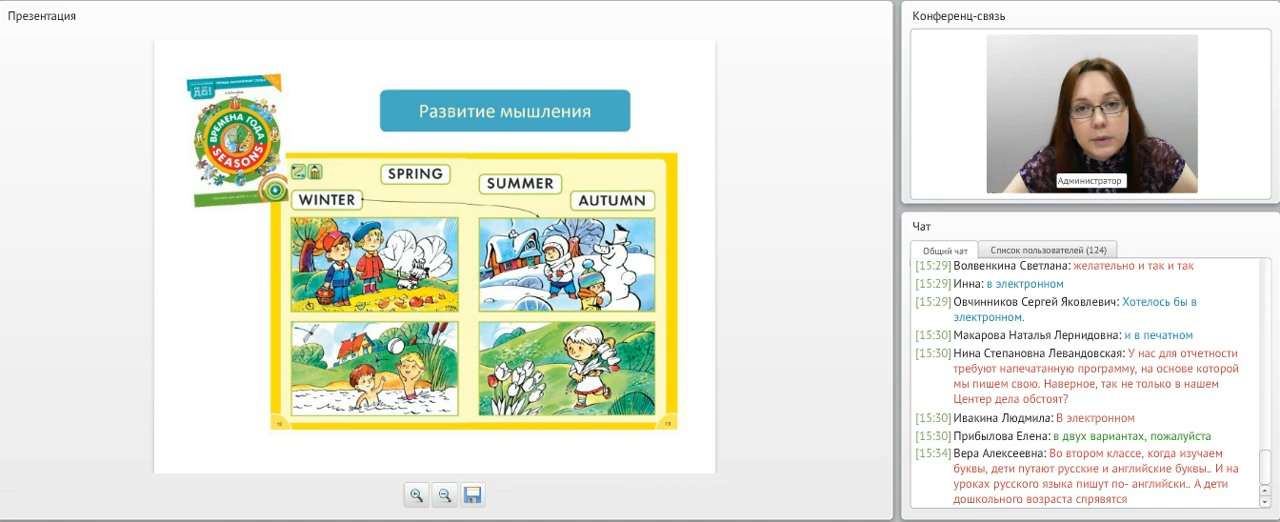 Презентация
ВРЕМЕНА ГОДА
SEASONS
Развитие мышления
SPRING
SUMMER
WINTER
AUTUMN
Конференц-связь
Администратор
Чат
Общий чат
Список пользователей (124)
[15:29] Волвенкина Светлана: желательно и так и так
[15:29] Инна: в электронном
[15:29] Овчинников Сергей Яковлевич: Хотелось бы в
электронном.
[15:30] Макарова Наталья Лернидовна: и в печатном
[15:30] Нина Степановна Левандовская: У нас для отчетности
требуют напечатанную программу, на основе которой
мы пишем свою. Наверное, так не только в нашем
Центер дела обстоят?
[15:30] Ивакина Людмила: В электронном
[15:30] Прибылова Елена: в двух вариантах, пожалуйста
[15:34] Вера Алексеевна: Во втором классе, когда изучаем
буквы, дети путают русские и английские буквы.. И на
уроках русского языка пишут по- английски.. А дети
дошкольного возраста спрявятся